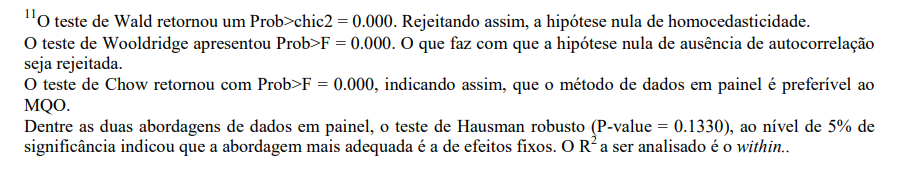 11O teste de Wald retornou um Prob>chic2 = 0.000. Rejeitando assim, a hipótese nula de homocedasticidade.
O teste de Wooldridge apresentou Prob>F = 0.000. O que faz com que a hipótese nula de ausência de autocorrelação
seja rejeitada.
O teste de Chow retornou com Prob>F = 0.000, indicando assim, que o método de dados em painel é preferível ao
MQO.
Dentre as duas abordagens de dados em painel, o teste de Hausman robusto (P-value = 0.1330), ao nível de 5% de
significância indicou que a abordagem mais adequada é a de efeitos fixos. O R2 a ser analisado é o within..